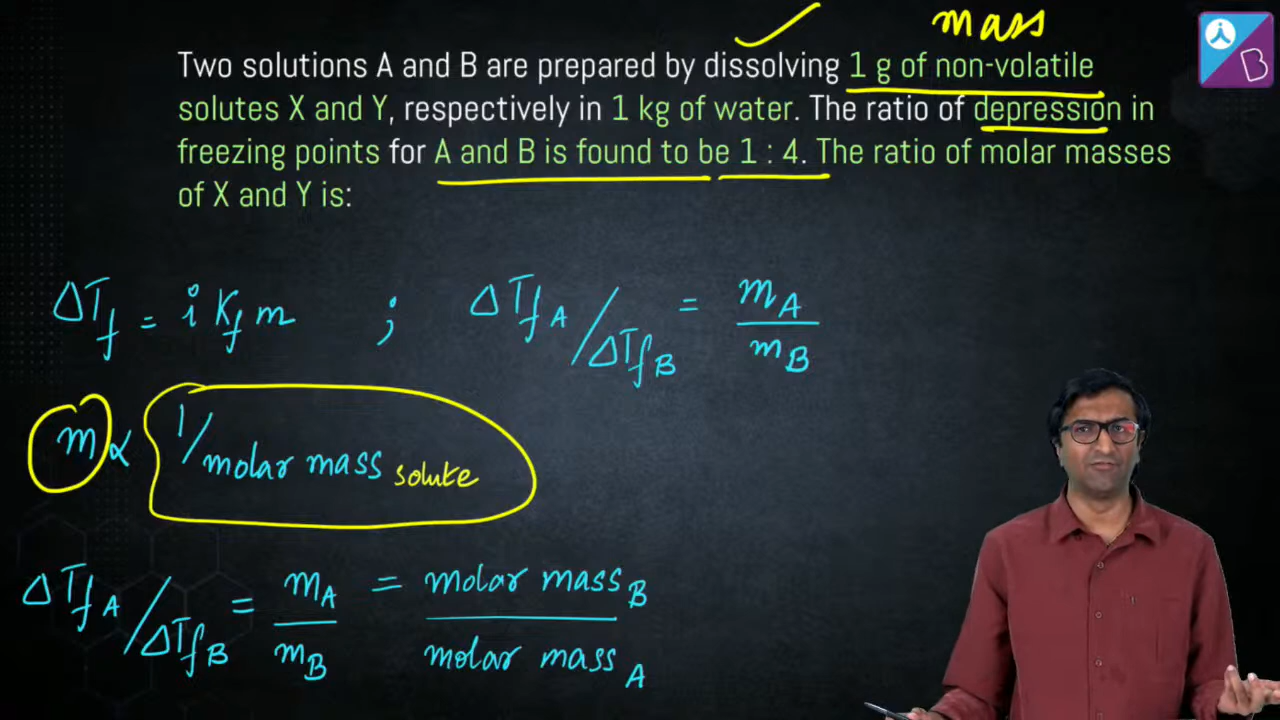 mass
Two solutions A and B are prepared by dissolving 1 g of non-volatile
solutes X and Y, respectively in 1 kg of water. The ratio of depression in
freezing points for A and B is found to be 1 : 4. The ratio of molar masses
of X and Y is:
ΔTf = i Kf m ; ΔTfA / ΔTfB = mA / mB
m ∝ 1/molar mass solute
ΔTfA / ΔTfB = mA / mB = molar mass B / molar mass A
B